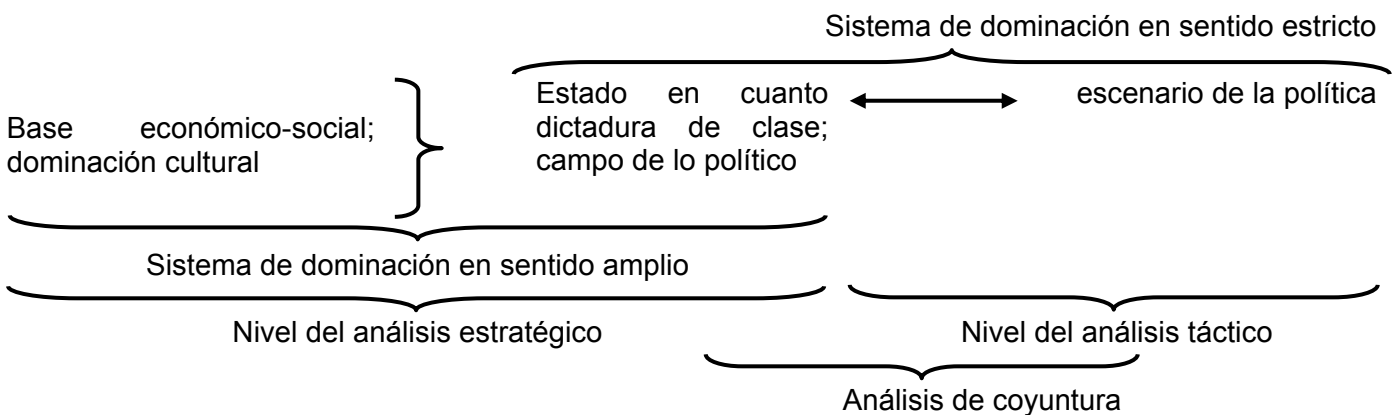 Sistema de dominación en sentido estricto
Base económico-social;
dominación cultural
Estado en cuanto
dictadura de clase;
campo de lo político
escenario de la política
Sistema de dominación en sentido amplio
Nivel del análisis estratégico
Nivel del análisis táctico
Análisis de coyuntura